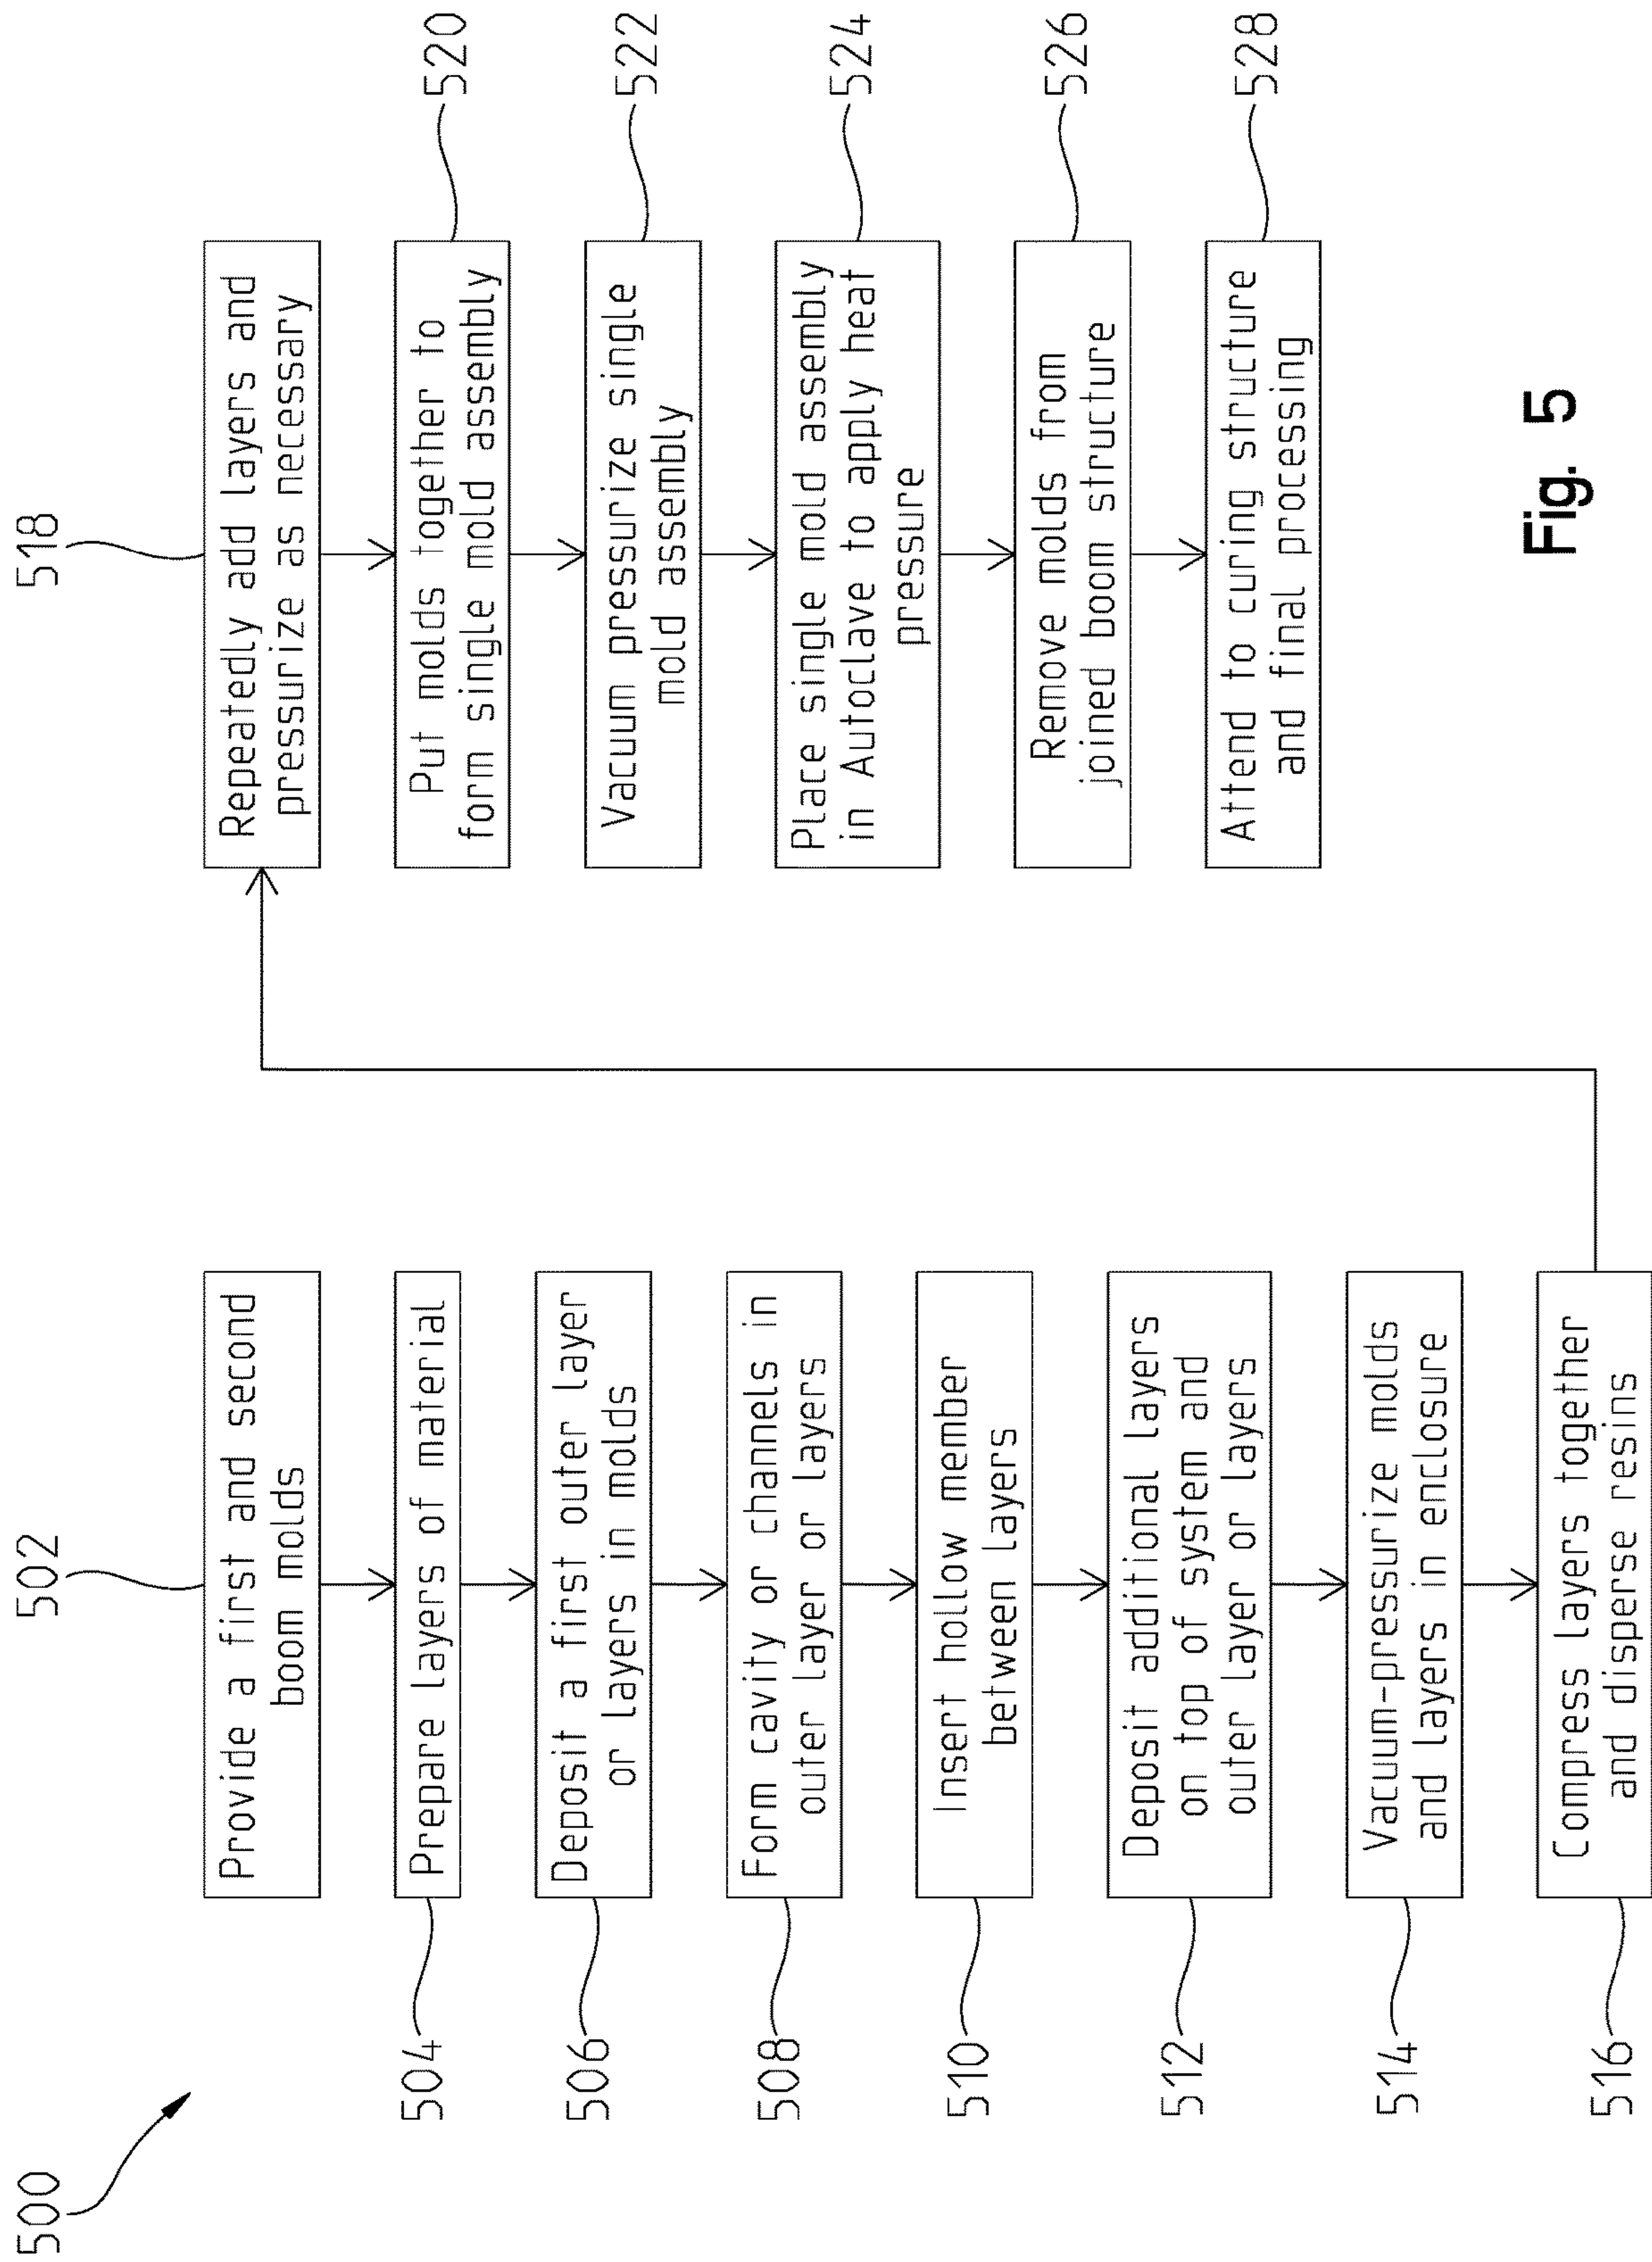 500
502
Provide a first and second
boom molds
504
Prepare layers of material
506
Deposit a first outer layer
or layers in molds
508
Form cavity or channels in
outer layer or layers
510
Insert hollow member
between layers
512
Deposit additional layers
on top of system and
outer layer or layers
514
Vacuum-pressurize molds
and layers in enclosure
516
Compress layers together
and disperse resins
518
Repeatedly add layers and
pressurize as necessary
520
Put molds together to
form single mold assembly
522
Vacuum pressurize single
mold assembly
524
Place single mold assembly
in Autoclave to apply heat
pressure
526
Remove molds from
joined boom structure
528
Attend to curing structure
and final processing
Fig. 5